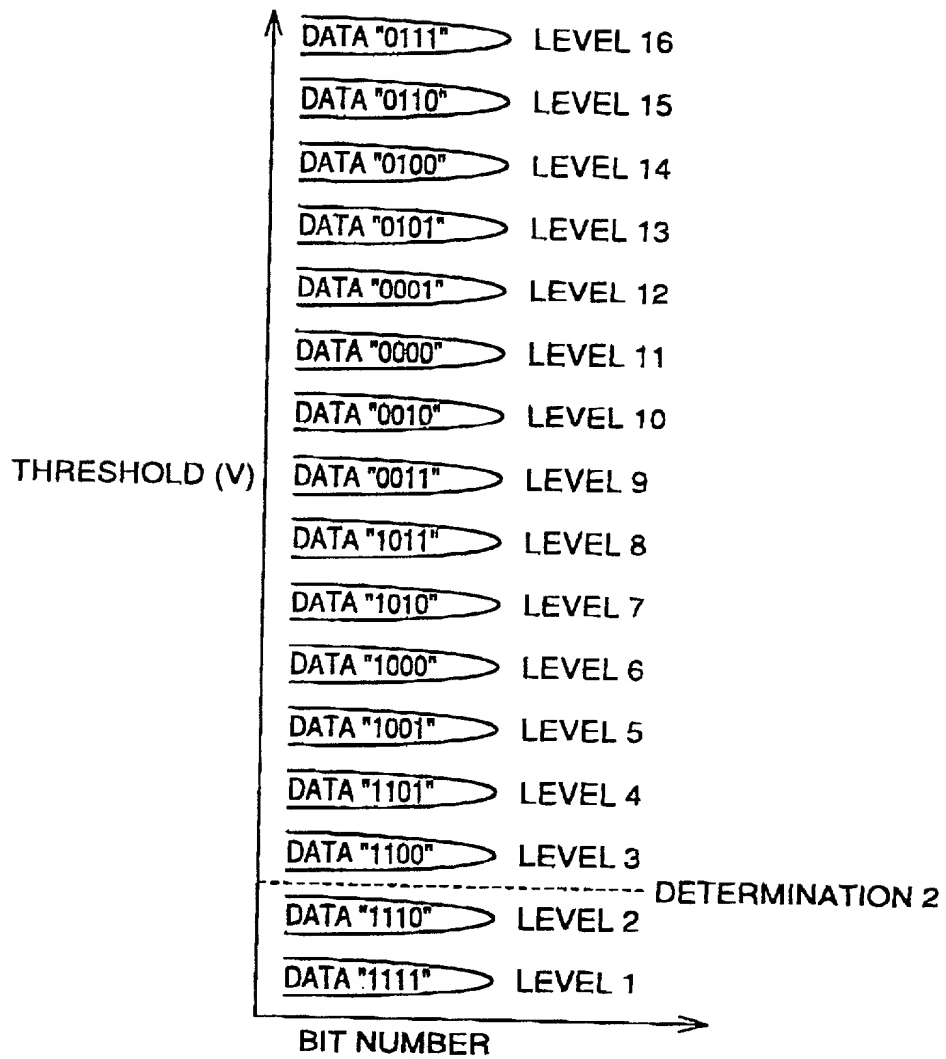 DATA "0111" LEVEL 16
DATA "0110" LEVEL 15
DATA "0100" LEVEL 14
DATA "0101" LEVEL 13
DATA "0001" LEVEL 12
DATA "0000" LEVEL 11
DATA "0010" LEVEL 10
THRESHOLD (V)
DATA "0011" LEVEL 9
DATA "1011" LEVEL 8
DATA "1010" LEVEL 7
DATA "1000" LEVEL 6
DATA "1001" LEVEL 5
DATA "1101" LEVEL 4
DATA "1100" LEVEL 3
DETERMINATION 2
DATA "1110" LEVEL 2
DATA "1111" LEVEL 1
BIT NUMBER